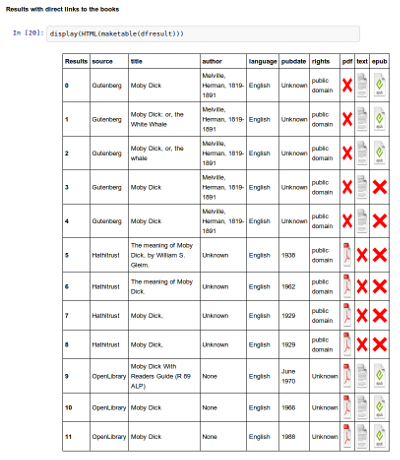 Results with direct links to the books
In [20]: display(HTML(maketable(dfresult)))
Results source title author language pubdate rights pdf text epub
0 Gutenberg Moby Dick Melville, Herman, 1819-1891 English Unknown public domain
1 Gutenberg Moby Dick; or, the White Whale Melville, Herman, 1819-1891 English Unknown public domain
2 Gutenberg Moby Dick, or, the whale Melville, Herman, 1819-1891 English Unknown public domain
3 Gutenberg Moby Dick Melville, Herman, 1819-1891 English Unknown public domain
4 Gutenberg Moby Dick Melville, Herman, 1819-1891 English Unknown public domain
5 Hathitrust The meaning of Moby Dick, by William S. Gleim. Unknown English 1938 public domain
6 Hathitrust The meaning of Moby Dick. Unknown English 1962 public domain
7 Hathitrust Moby Dick, Unknown English 1929 public domain
8 Hathitrust Moby Dick, Unknown English 1929 public domain
9 OpenLibrary Moby Dick With Readers Guide (R 89 ALP) None English June 1970 Unknown
10 OpenLibrary Moby Dick None English 1966 Unknown
11 OpenLibrary Moby Dick None English 1988 Unknown